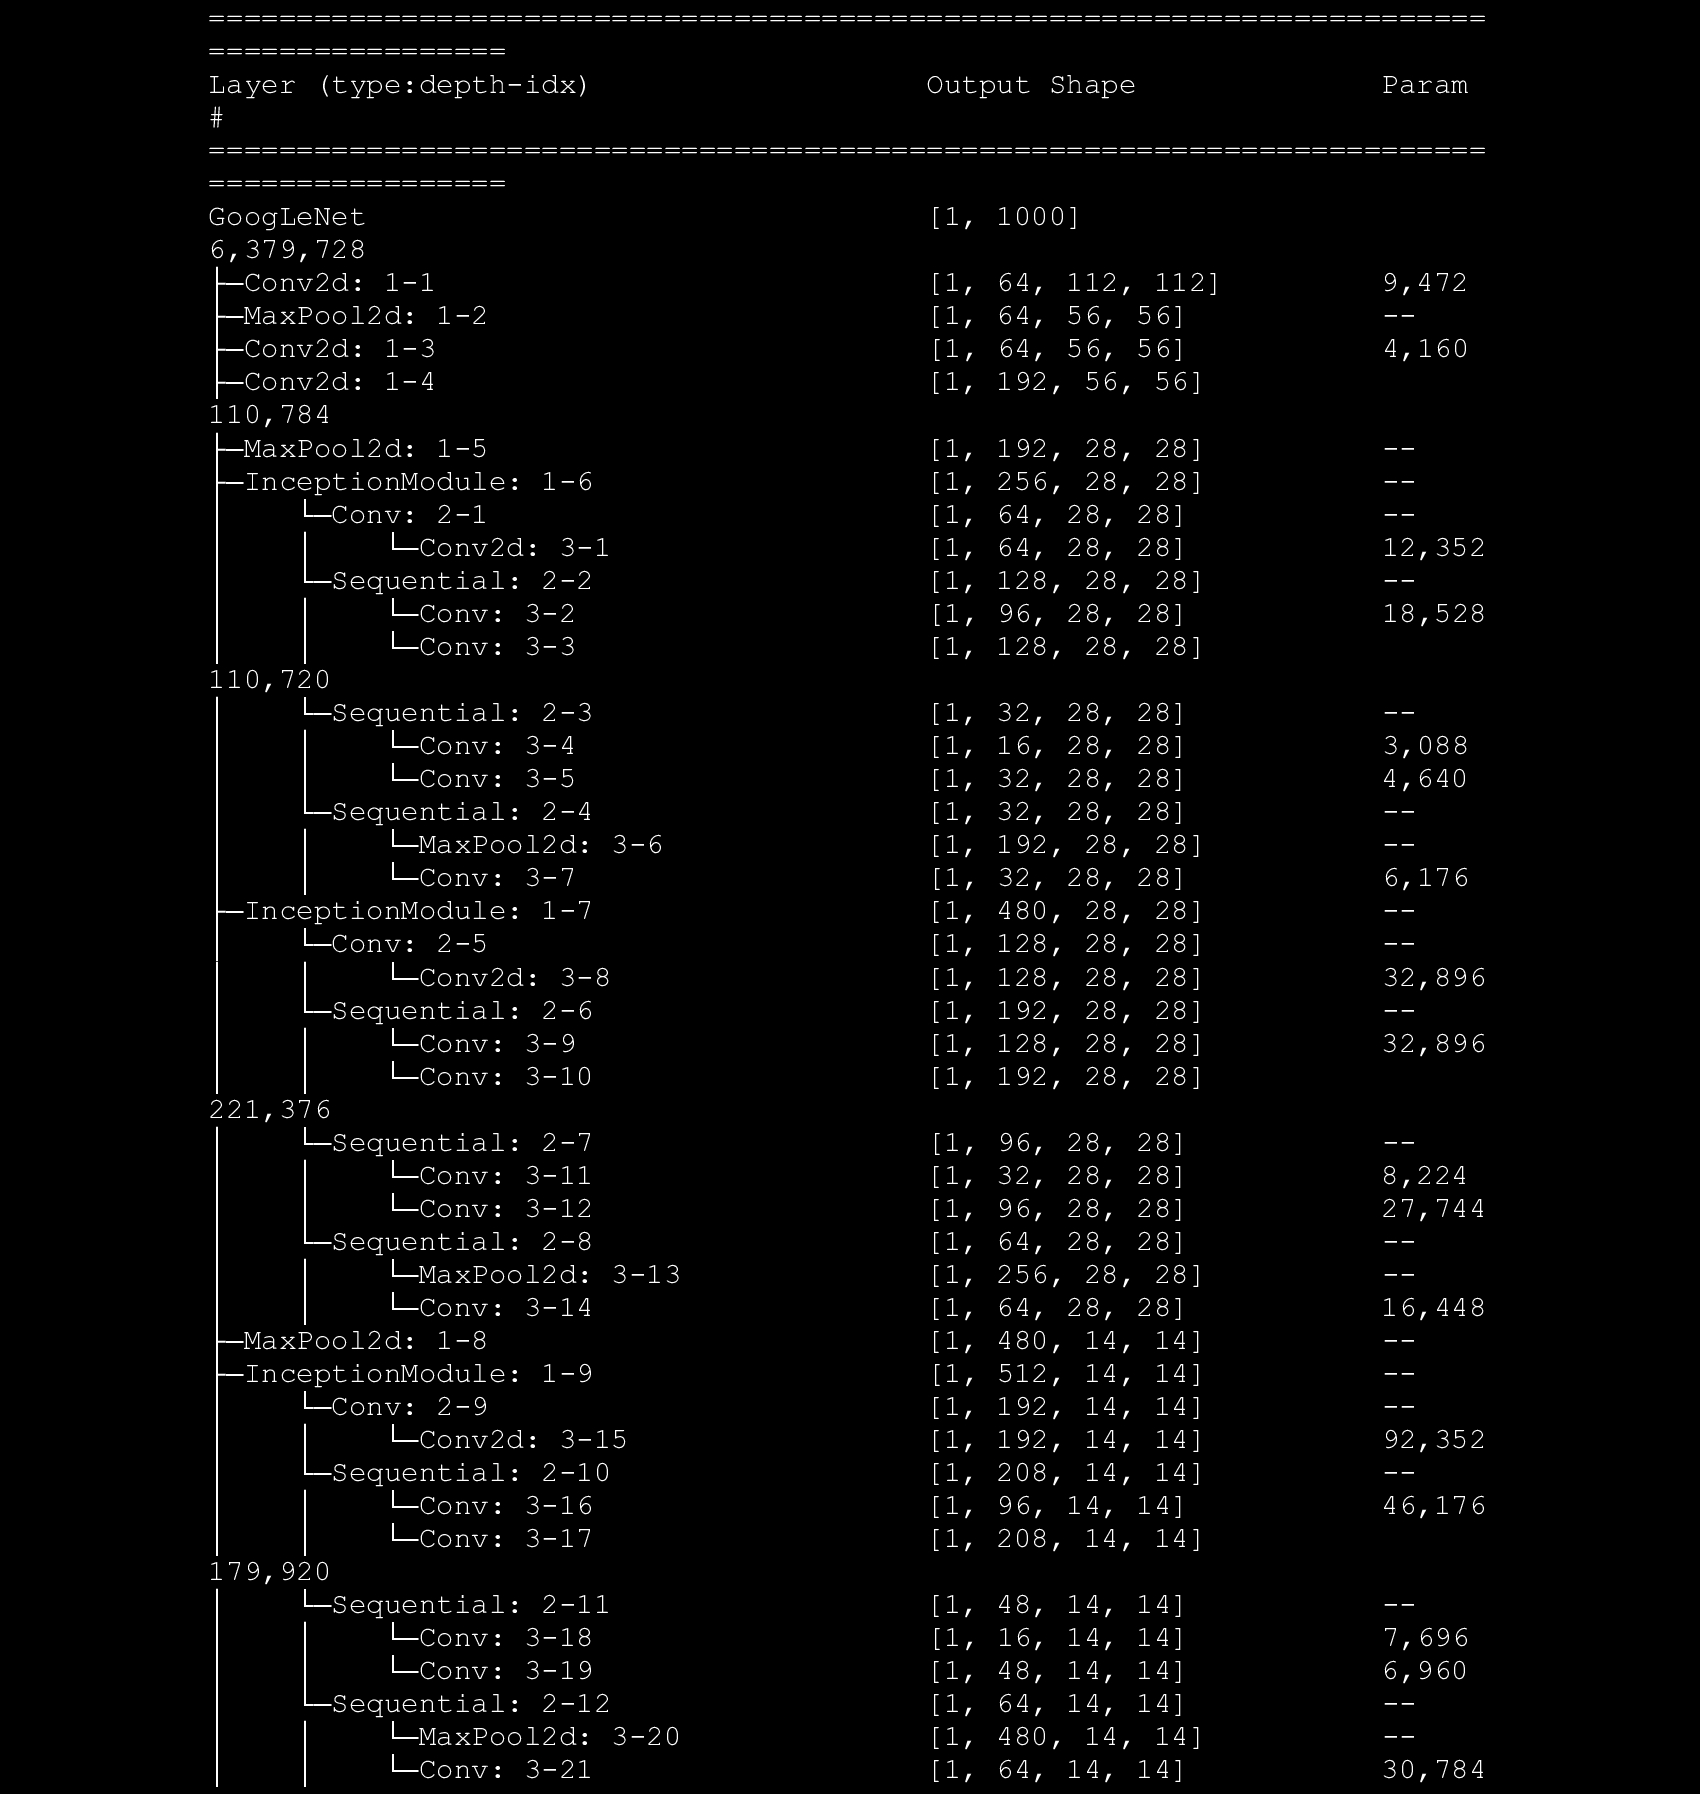 =========================================================================
=================
Layer (type:depth-idx)                   Output Shape              Param
#
=========================================================================
=================
GoogLeNet                                [1, 1000]
6,379,728
├─Conv2d: 1-1                            [1, 64, 112, 112]         9,472
├─MaxPool2d: 1-2                         [1, 64, 56, 56]           --
├─Conv2d: 1-3                            [1, 64, 56, 56]           4,160
├─Conv2d: 1-4                            [1, 192, 56, 56]
110,784
├─MaxPool2d: 1-5                         [1, 192, 28, 28]          --
├─InceptionModule: 1-6                   [1, 256, 28, 28]          --
│    └─Conv: 2-1                         [1, 64, 28, 28]           --
│    │    └─Conv2d: 3-1                  [1, 64, 28, 28]           12,352
│    └─Sequential: 2-2                   [1, 128, 28, 28]          --
│    │    └─Conv: 3-2                    [1, 96, 28, 28]           18,528
│    │    └─Conv: 3-3                    [1, 128, 28, 28]
110,720
│    └─Sequential: 2-3                   [1, 32, 28, 28]           --
│    │    └─Conv: 3-4                    [1, 16, 28, 28]           3,088
│    │    └─Conv: 3-5                    [1, 32, 28, 28]           4,640
│    └─Sequential: 2-4                   [1, 32, 28, 28]           --
│    │    └─MaxPool2d: 3-6               [1, 192, 28, 28]          --
│    │    └─Conv: 3-7                    [1, 32, 28, 28]           6,176
├─InceptionModule: 1-7                   [1, 480, 28, 28]          --
│    └─Conv: 2-5                         [1, 128, 28, 28]          --
│    │    └─Conv2d: 3-8                  [1, 128, 28, 28]          32,896
│    └─Sequential: 2-6                   [1, 192, 28, 28]          --
│    │    └─Conv: 3-9                    [1, 128, 28, 28]          32,896
│    │    └─Conv: 3-10                   [1, 192, 28, 28]
221,376
│    └─Sequential: 2-7                   [1, 96, 28, 28]           --
│    │    └─Conv: 3-11                   [1, 32, 28, 28]           8,224
│    │    └─Conv: 3-12                   [1, 96, 28, 28]           27,744
│    └─Sequential: 2-8                   [1, 64, 28, 28]           --
│    │    └─MaxPool2d: 3-13              [1, 256, 28, 28]          --
│    │    └─Conv: 3-14                   [1, 64, 28, 28]           16,448
├─MaxPool2d: 1-8                         [1, 480, 14, 14]          --
├─InceptionModule: 1-9                   [1, 512, 14, 14]          --
│    └─Conv: 2-9                         [1, 192, 14, 14]          --
│    │    └─Conv2d: 3-15                 [1, 192, 14, 14]          92,352
│    └─Sequential: 2-10                  [1, 208, 14, 14]          --
│    │    └─Conv: 3-16                   [1, 96, 14, 14]           46,176
│    │    └─Conv: 3-17                   [1, 208, 14, 14]
179,920
│    └─Sequential: 2-11                  [1, 48, 14, 14]           --
│    │    └─Conv: 3-18                   [1, 16, 14, 14]           7,696
│    │    └─Conv: 3-19                   [1, 48, 14, 14]           6,960
│    └─Sequential: 2-12                  [1, 64, 14, 14]           --
│    │    └─MaxPool2d: 3-20              [1, 480, 14, 14]          --
│    │    └─Conv: 3-21                   [1, 64, 14, 14]           30,784